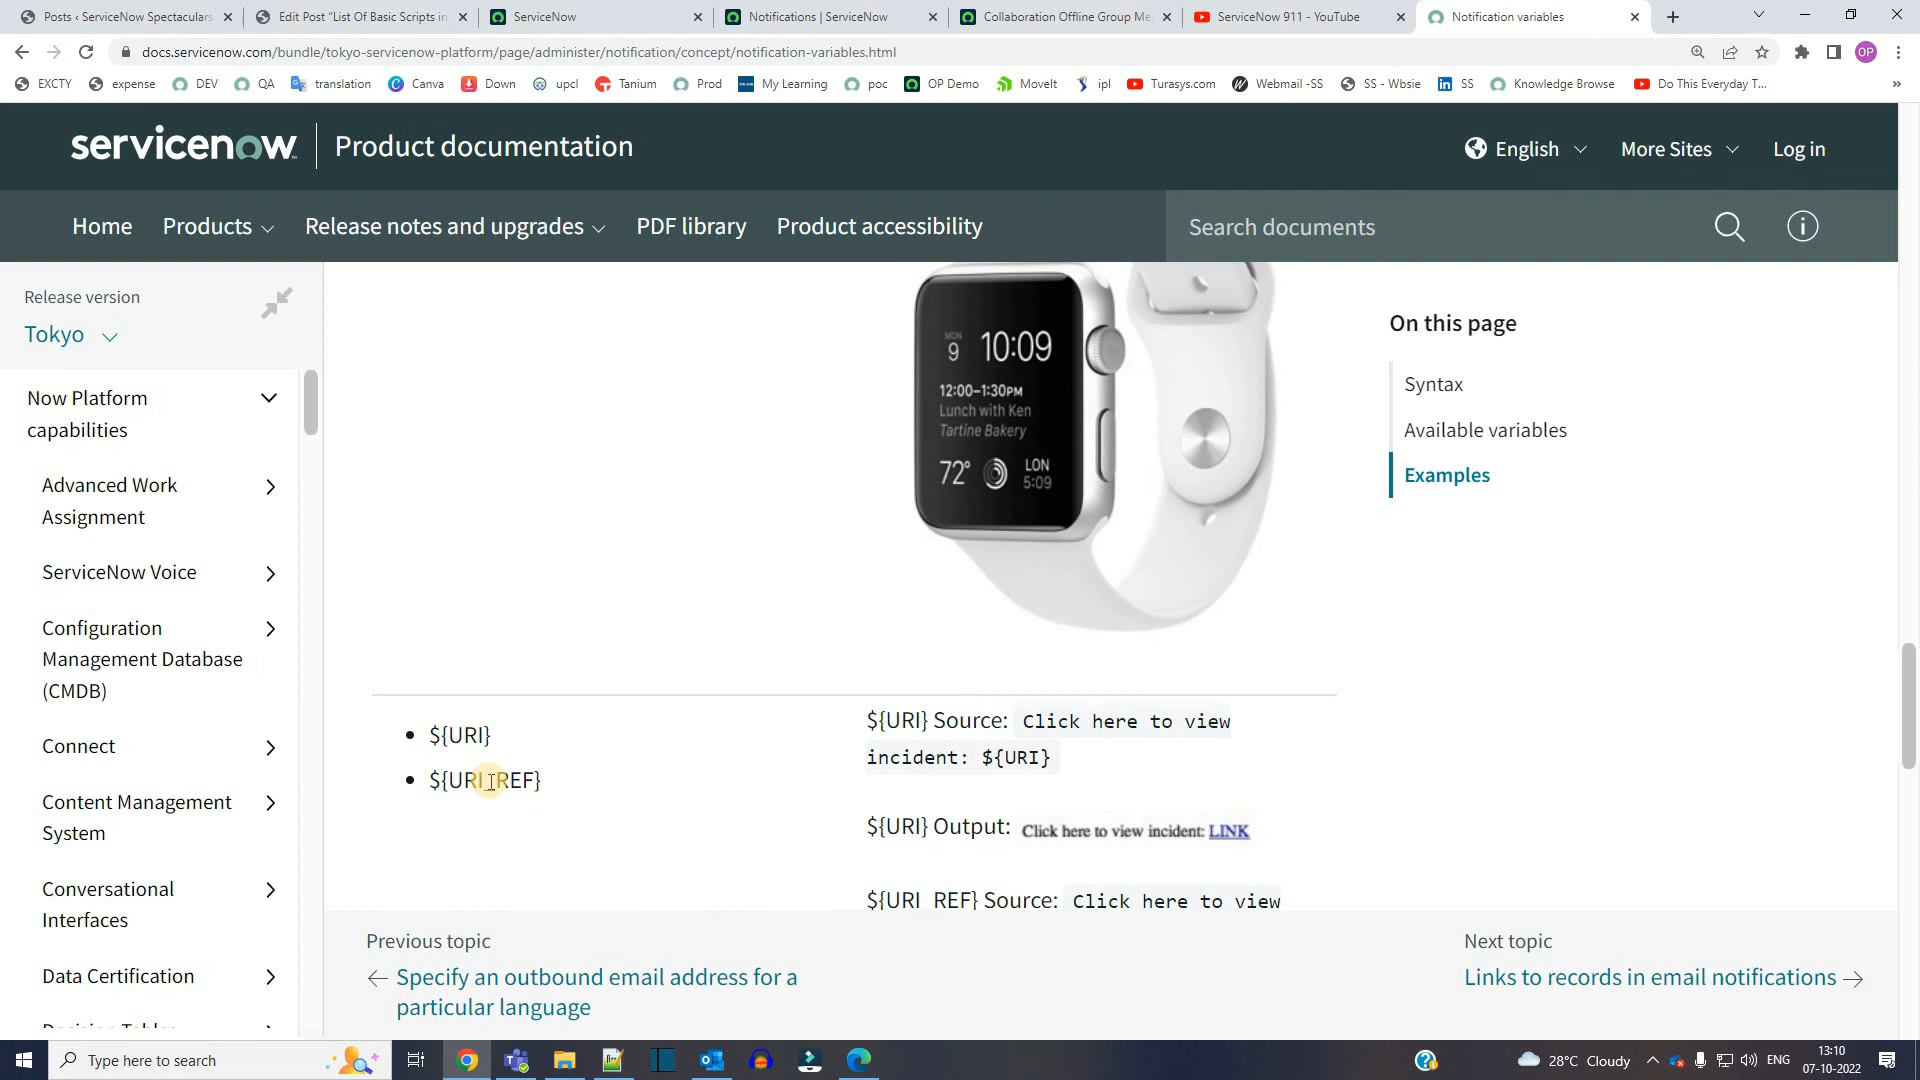 Posts ‹ ServiceNow Spectaculars
Edit Post "List Of Basic Scripts in
ServiceNow
Notifications | ServiceNow
Collaboration Offline Group Me
ServiceNow 911 - YouTube
Notification variables
docs.servicenow.com/bundle/tokyo-servicenow-platform/page/administer/notification/concept/notification-variables.html
OP
EXCTY
expense
DEV
QA
translation
Canva
Down
upcl
Tanium
Prod
My Learning
poc
OP Demo
MoveIt
ipl
Turasys.com
Webmail -SS
SS - Wbsie
SS
Knowledge Browse
Do This Everyday T...
servicenow
Product documentation
English
More Sites
Log in
Home
Products
Release notes and upgrades
PDF library
Product accessibility
Search documents
Release version
Tokyo
Now Platform
capabilities
Advanced Work
Assignment
ServiceNow Voice
Configuration
Management Database
(CMDB)
Connect
Content Management
System
Conversational
Interfaces
Data Certification
Decision Tables
MON
9
10:09
12:00–1:30PM
Lunch with Ken
Tartine Bakery
72°
LON
5:09
${URI}
${URI_REF}
${URI} Source: Click here to view
incident: ${URI}
${URI} Output: Click here to view incident: LINK
${URI_REF} Source: Click here to view
On this page
Syntax
Available variables
Examples
Previous topic
Specify an outbound email address for a
particular language
Next topic
Links to records in email notifications
Type here to search
28°C Cloudy
ENG
13:10
07-10-2022